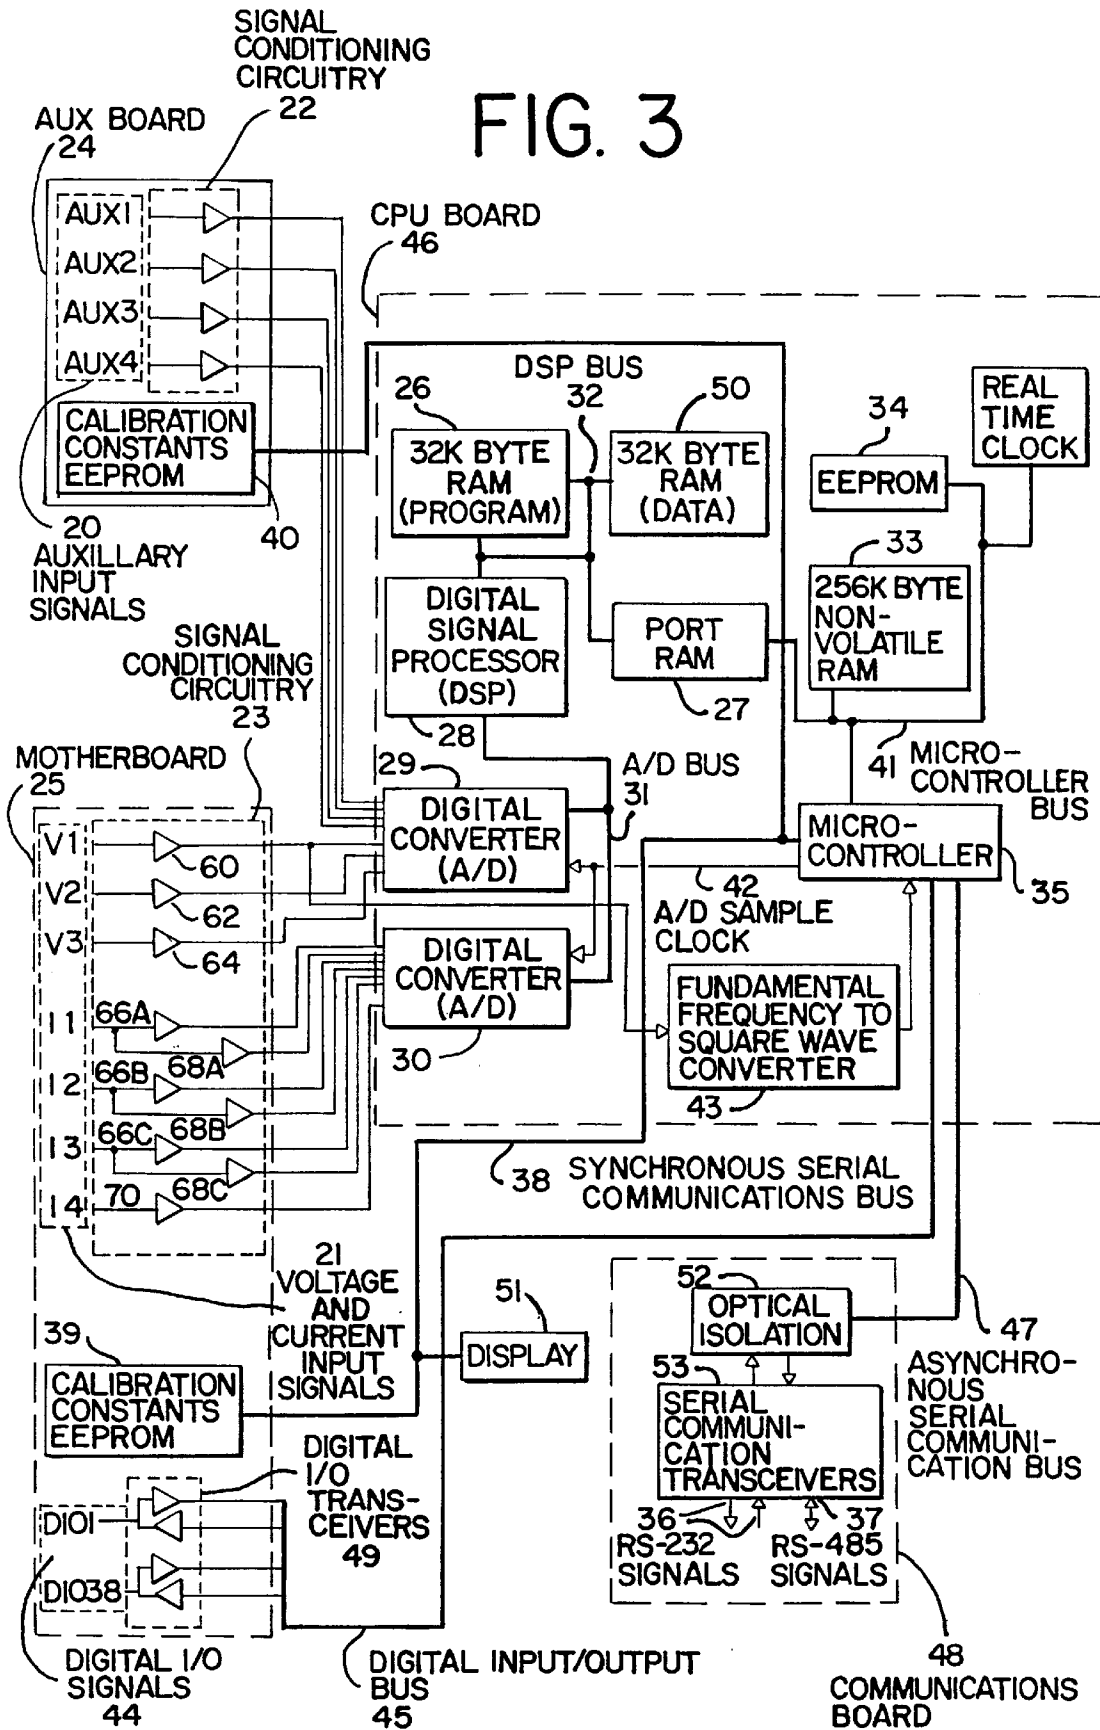 SIGNAL
CONDITIONING
CIRCUITRY
22
FIG. 3
AUX BOARD
24
AUX1
AUX2
AUX3
AUX4
CALIBRATION
CONSTANTS
EEPROM
20
AUXILLARY
INPUT
SIGNALS
40
CPU BOARD
46
DSP BUS
32
26
32K BYTE
RAM
(PROGRAM)
50
32K BYTE
RAM
(DATA)
34
EEPROM
REAL
TIME
CLOCK
33
256K BYTE
NON-
VOLATILE
RAM
DIGITAL
SIGNAL
PROCESSOR
(DSP)
28
PORT
RAM
27
41
MICRO-
CONTROLLER
BUS
SIGNAL
CONDITIONING
CIRCUITRY
23
MOTHERBOARD
25
V1
60
V2
62
V3
64
I1
66A
68A
I2
66B
68B
I3
66C
68C
I4
70
29
DIGITAL
CONVERTER
(A/D)
A/D BUS
31
DIGITAL
CONVERTER
(A/D)
30
MICRO-
CONTROLLER
35
42
A/D SAMPLE
CLOCK
FUNDAMENTAL
FREQUENCY TO
SQUARE WAVE
CONVERTER
43
38
SYNCHRONOUS SERIAL
COMMUNICATIONS BUS
21
VOLTAGE
AND
CURRENT
INPUT
SIGNALS
39
CALIBRATION
CONSTANTS
EEPROM
51
DISPLAY
52
OPTICAL
ISOLATION
53
SERIAL
COMMUNI-
CATION
TRANSCEIVERS
36
RS-232
SIGNALS
37
RS-485
SIGNALS
47
ASYNCHRO-
NOUS
SERIAL
COMMUNI-
CATION BUS
DIGITAL
I/O
TRANS-
CEIVERS
49
DIO1
DIO38
DIGITAL I/O
SIGNALS
44
DIGITAL INPUT/OUTPUT
BUS
45
48
COMMUNICATIONS
BOARD